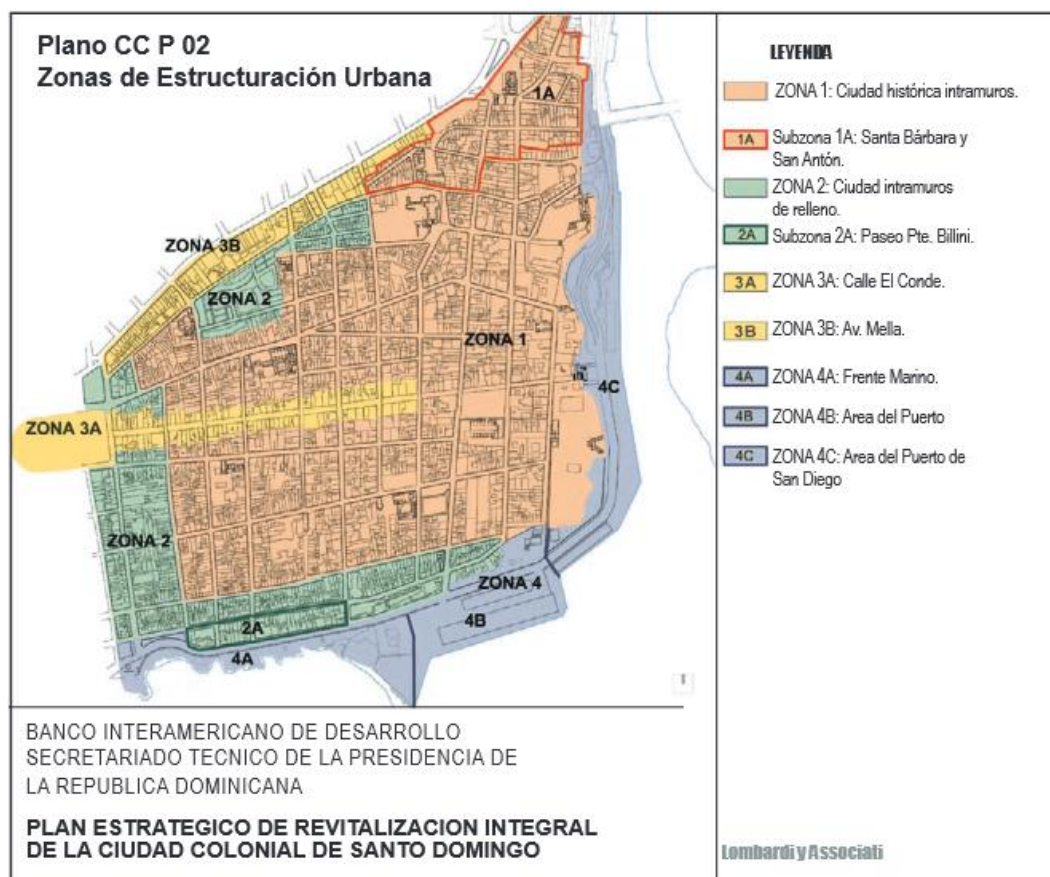 Plano CC P 02
Zonas de Estructuración Urbana
1A
ZONA 3B
ZONA 2
ZONA 1
4C
ZONA 3A
ZONA 2
ZONA 4
4B
2A
4A
LEYENDA
ZONA 1: Ciudad histórica intramuros.
1A Subzona 1A: Santa Bárbara y
San Antón.
ZONA 2: Ciudad intramuros
de relleno.
2A Subzona 2A: Paseo Pte. Billini.
3A ZONA 3A: Calle El Conde.
3B ZONA 3B: Av. Mella.
4A ZONA 4A: Frente Marino.
4B ZONA 4B: Area del Puerto
4C ZONA 4C: Area del Puerto de
San Diego
BANCO INTERAMERICANO DE DESARROLLO
SECRETARIADO TECNICO DE LA PRESIDENCIA DE
LA REPUBLICA DOMINICANA
PLAN ESTRATEGICO DE REVITALIZACION INTEGRAL
DE LA CIUDAD COLONIAL DE SANTO DOMINGO
Lombardi y Associati